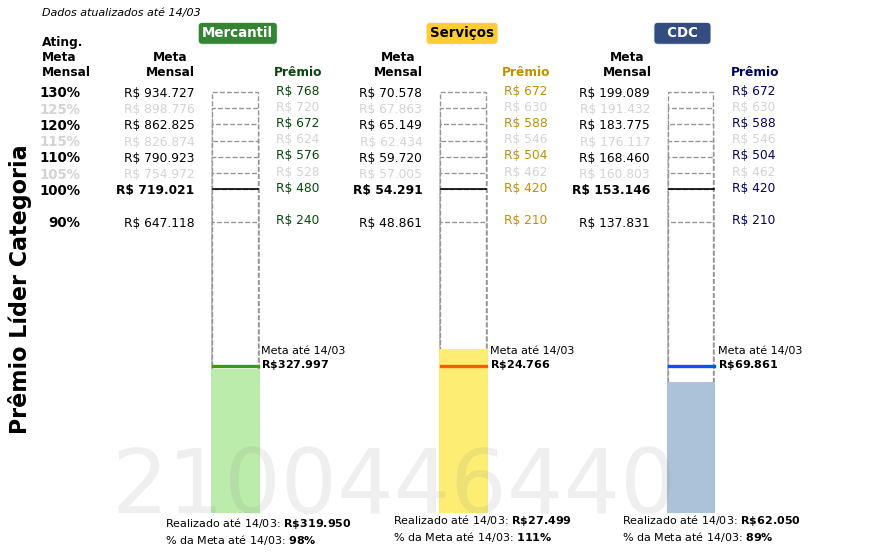 Dados atualizados até 14/03
Mercantil Serviços CDC
Ating. Meta Mensal Meta Mensal Prêmio Meta Mensal Prêmio Meta Mensal Prêmio
130% R$ 934.727 R$ 768 R$ 70.578 R$ 672 R$ 199.089 R$ 672
125% R$ 898.776 R$ 720 R$ 67.863 R$ 630 R$ 191.432 R$ 630
120% R$ 862.825 R$ 672 R$ 65.149 R$ 588 R$ 183.775 R$ 588
115% R$ 826.874 R$ 624 R$ 62.434 R$ 546 R$ 176.117 R$ 546
110% R$ 790.923 R$ 576 R$ 59.720 R$ 504 R$ 168.460 R$ 504
105% R$ 754.972 R$ 528 R$ 57.005 R$ 462 R$ 160.803 R$ 462
100% R$ 719.021 R$ 480 R$ 54.291 R$ 420 R$ 153.146 R$ 420
90% R$ 647.118 R$ 240 R$ 48.861 R$ 210 R$ 137.831 R$ 210
Prêmio Líder Categoria
Meta até 14/03 Meta até 14/03 Meta até 14/03
R$327.997 R$24.766 R$69.861
2100446440
Realizado até 14/03: R$319.950 Realizado até 14/03: R$27.499 Realizado até 14/03: R$62.050
% da Meta até 14/03: 98% % da Meta até 14/03: 111% % da Meta até 14/03: 89%